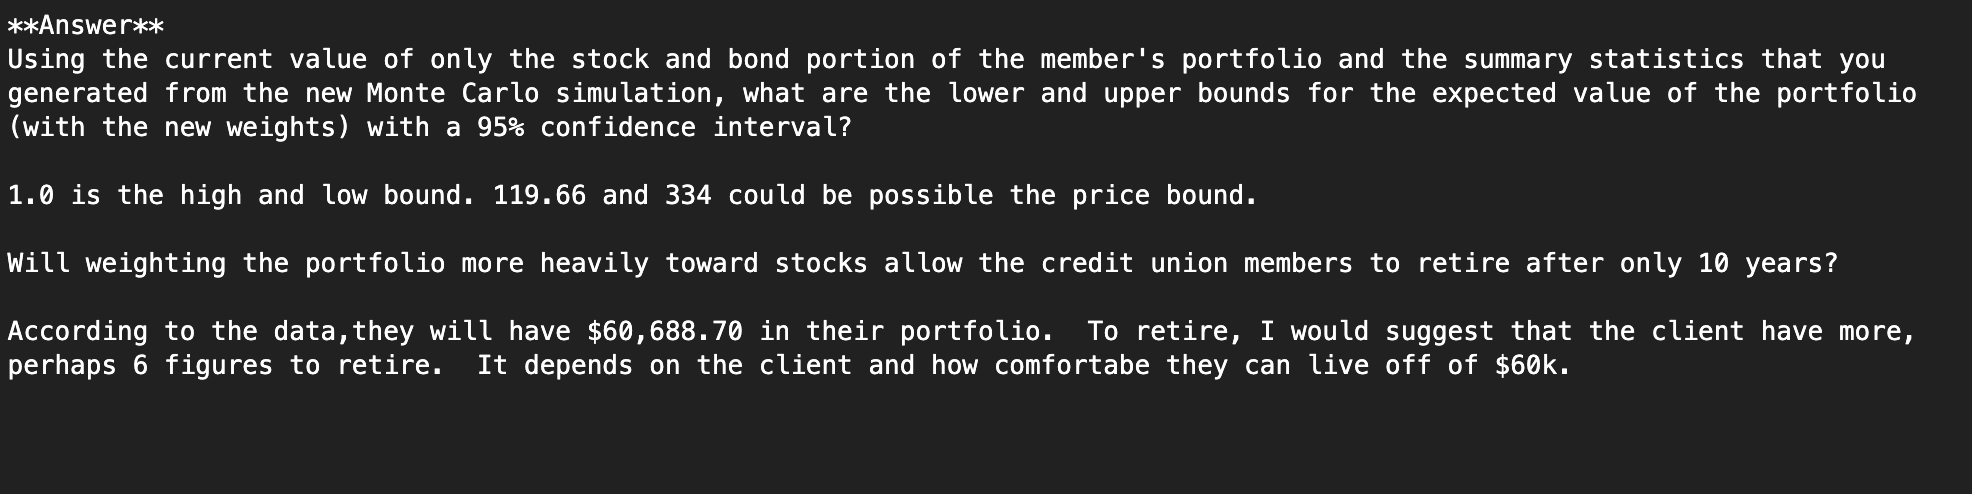 **Answer**
Using the current value of only the stock and bond portion of the member's portfolio and the summary statistics that you
generated from the new Monte Carlo simulation, what are the lower and upper bounds for the expected value of the portfolio
(with the new weights) with a 95% confidence interval?
1.0 is the high and low bound. 119.66 and 334 could be possible the price bound.
Will weighting the portfolio more heavily toward stocks allow the credit union members to retire after only 10 years?
According to the data,they will have $60,688.70 in their portfolio.  To retire, I would suggest that the client have more,
perhaps 6 figures to retire.  It depends on the client and how comfortabe they can live off of $60k.